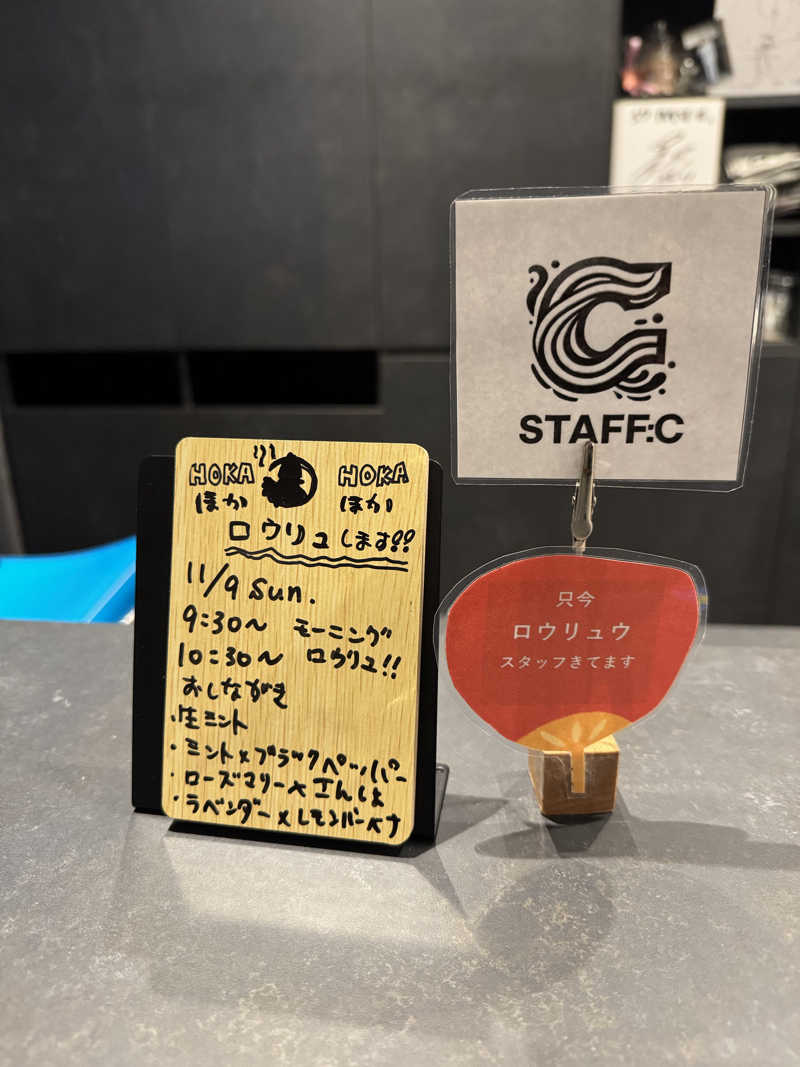 HOKA HOKA
ほか ほか
ロウリュします!!
11/9 sun.
9:30〜 モーニング
10:30〜 ロウリュ!!
おしながき
・生ミント
・ミント×ブラックペッパー
・ローズマリー×エんしょ
・ラベンダー×レモンバーベナ
STAFF:C
只今
ロウリュウ
スタッフきてます